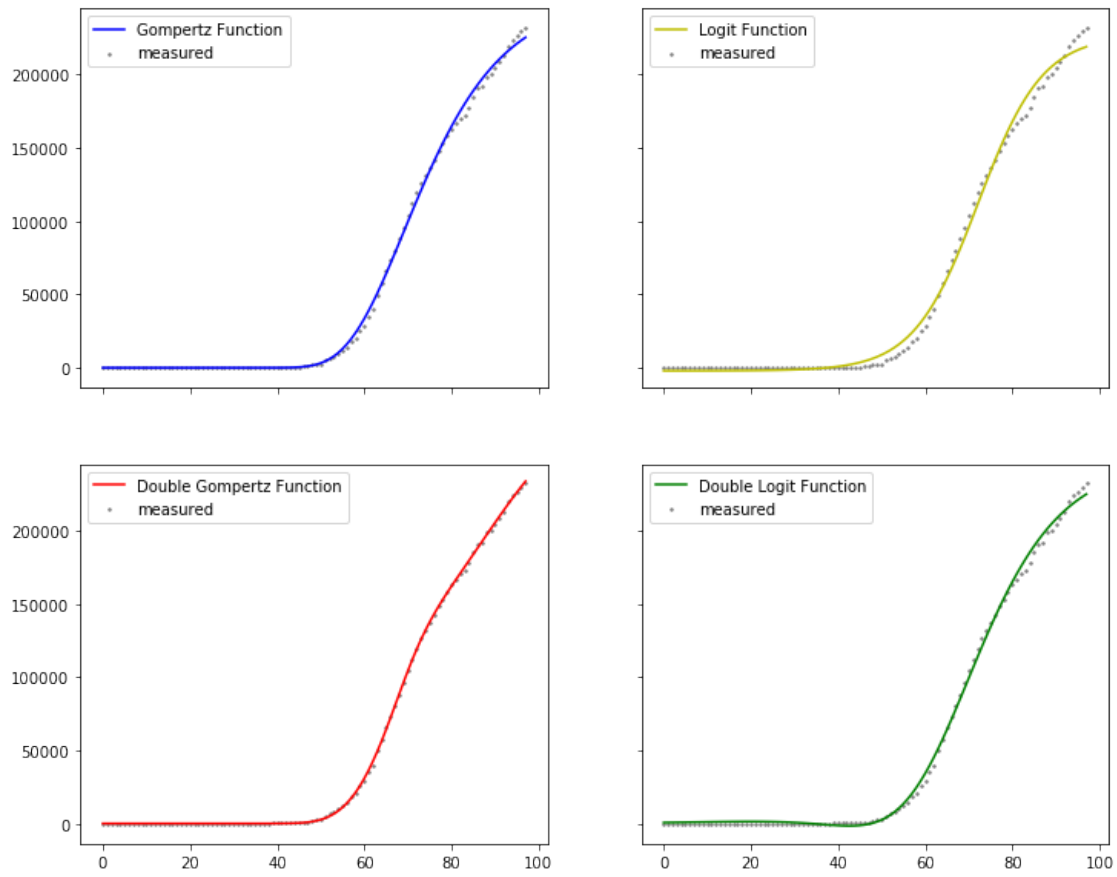 Gompertz Function
measured
200000
150000
100000
50000
0
Logit Function
measured
Double Gompertz Function
measured
200000
150000
100000
50000
0
0 20 40 60 80 100
Double Logit Function
measured
0 20 40 60 80 100